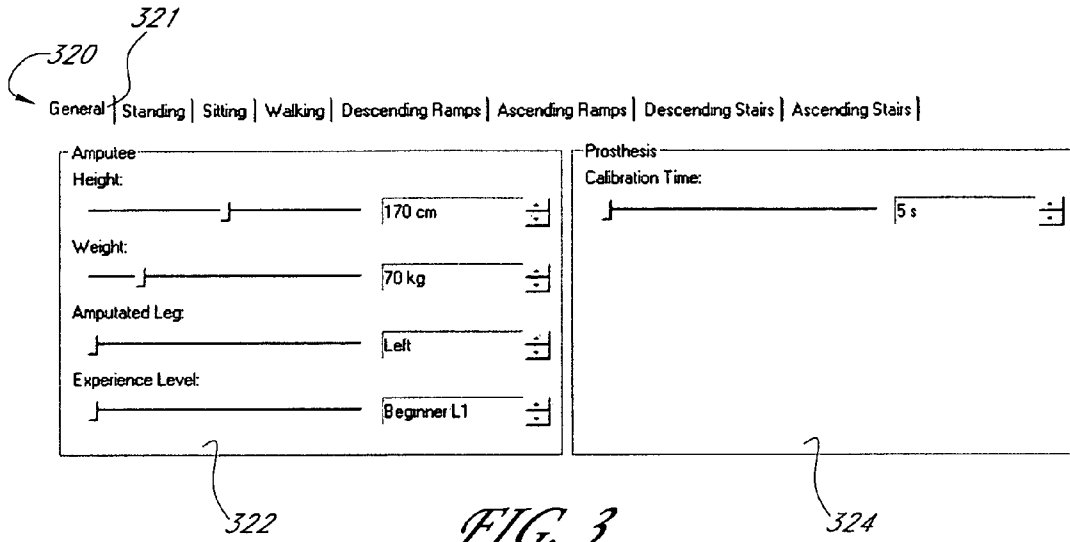 321
320
General Standing Sitting Walking Descending Ramps Ascending Ramps Descending Stairs Ascending Stairs
Amputee
Height:
170 cm
Weight:
70 kg
Amputated Leg:
Left
Experience Level:
Beginner L1
Prosthesis
Calibration Time:
5 s
322
FIG. 3
324